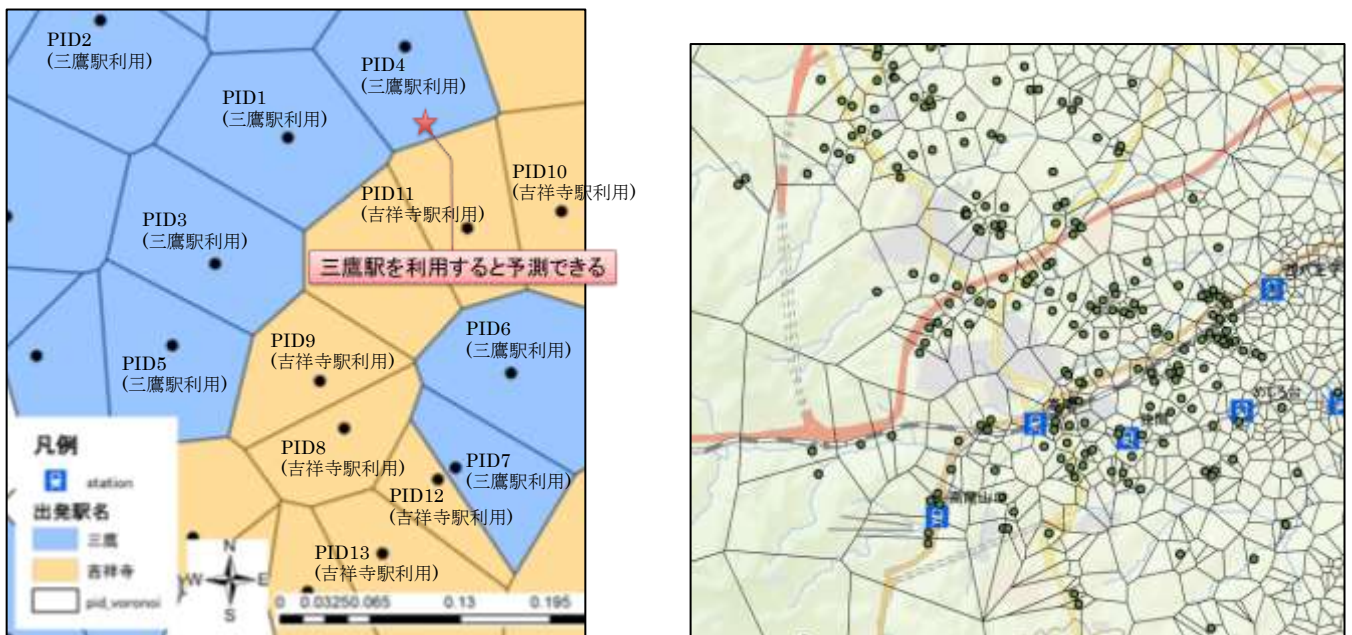 PID2
(三鷹駅利用)
PID4
(三鷹駅利用)
PID1
(三鷹駅利用)
PID10
(吉祥寺駅利用)
PID11
(吉祥寺駅利用)
PID3
(三鷹駅利用)
三鷹駅を利用すると予測できる
PID6
(三鷹駅利用)
PID9
(吉祥寺駅利用)
PID5
(三鷹駅利用)
PID8
(吉祥寺駅利用)
PID7
(三鷹駅利用)
PID12
(吉祥寺駅利用)
PID13
(吉祥寺駅利用)
凡例
station
出発駅名
三鷹
吉祥寺
pid_voronoi
N
W
E
S
0 0.03250.065 0.13 0.195
めじろ台